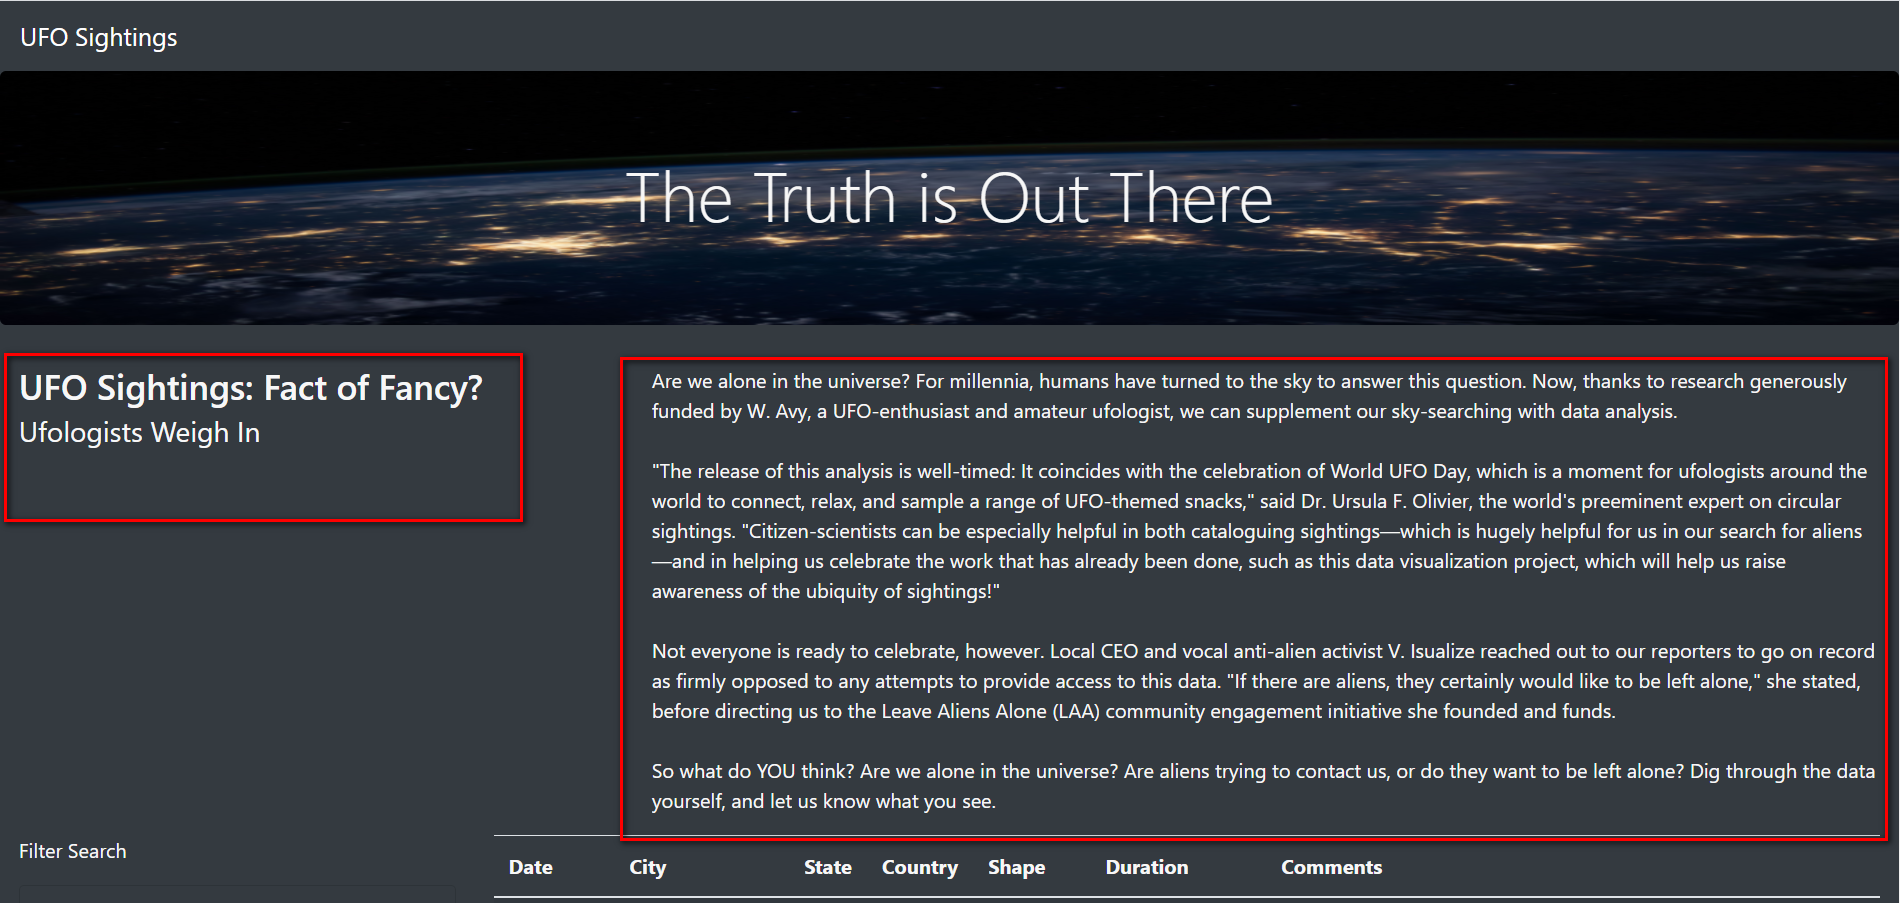 UFO Sightings
The Truth is Out There
UFO Sightings: Fact of Fancy?
Ufologists Weigh In
Are we alone in the universe? For millennia, humans have turned to the sky to answer this question. Now, thanks to research generously
funded by W. Avy, a UFO-enthusiast and amateur ufologist, we can supplement our sky-searching with data analysis.
"The release of this analysis is well-timed: It coincides with the celebration of World UFO Day, which is a moment for ufologists around the
world to connect, relax, and sample a range of UFO-themed snacks," said Dr. Ursula F. Olivier, the world's preeminent expert on circular
sightings. "Citizen-scientists can be especially helpful in both cataloguing sightings—which is hugely helpful for us in our search for aliens
—and in helping us celebrate the work that has already been done, such as this data visualization project, which will help us raise
awareness of the ubiquity of sightings!"
Not everyone is ready to celebrate, however. Local CEO and vocal anti-alien activist V. Isualize reached out to our reporters to go on record
as firmly opposed to any attempts to provide access to this data. "If there are aliens, they certainly would like to be left alone," she stated,
before directing us to the Leave Aliens Alone (LAA) community engagement initiative she founded and funds.
So what do YOU think? Are we alone in the universe? Are aliens trying to contact us, or do they want to be left alone? Dig through the data
yourself, and let us know what you see.
Filter Search
Date City State Country Shape Duration Comments